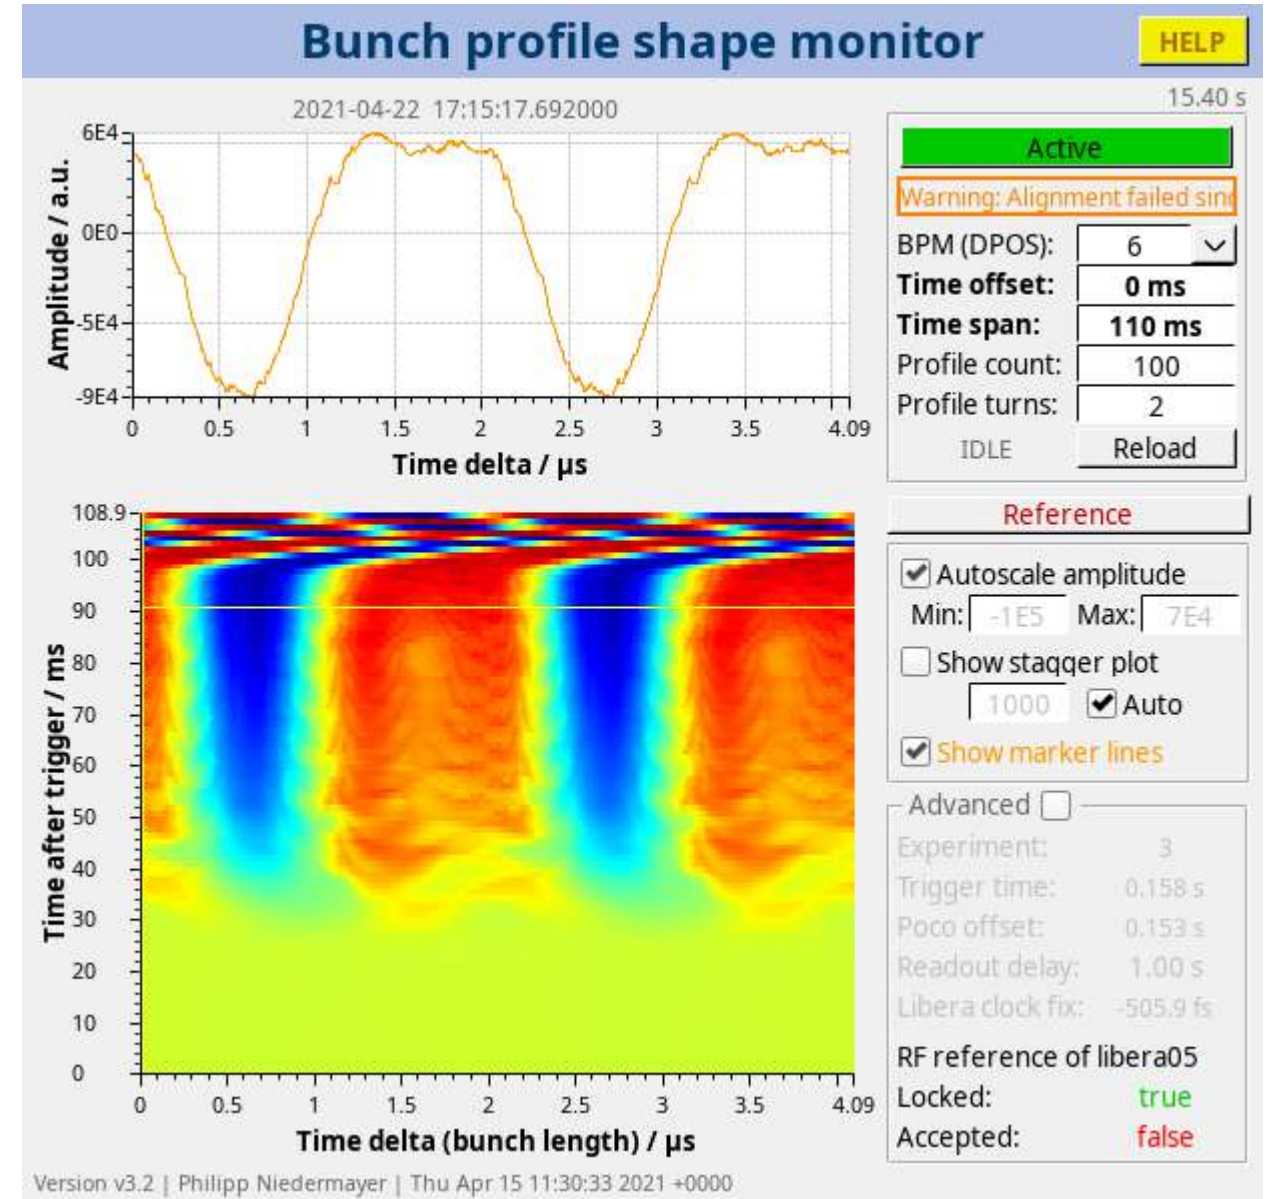 Bunch profile shape monitor
HELP
15.40 s
2021-04-22 17:15:17.692000
6E4
0E0
-5E4
-9E4
Amplitude / a.u.
0 0.5 1 1.5 2 2.5 3 3.5 4.09
Time delta / µs
Active
Warning: Alignment failed sinc
BPM (DPOS): 6
Time offset: 0 ms
Time span: 110 ms
Profile count: 100
Profile turns: 2
IDLE Reload
Reference
Autoscale amplitude
Min: -1E5 Max: 7E4
Show stagger plot
1000 Auto
Show marker lines
108.9
100
90
80
70
60
50
40
30
20
10
0
Time after trigger / ms
0 0.5 1 1.5 2 2.5 3 3.5 4.09
Time delta (bunch length) / µs
Advanced
Experiment: 3
Trigger time: 0.158 s
Poco offset: 0.153 s
Readout delay: 1.00 s
Libera clock fix: -505.9 fs
RF reference of libera05
Locked: true
Accepted: false
Version v3.2 | Philipp Niedermayer | Thu Apr 15 11:30:33 2021 +0000